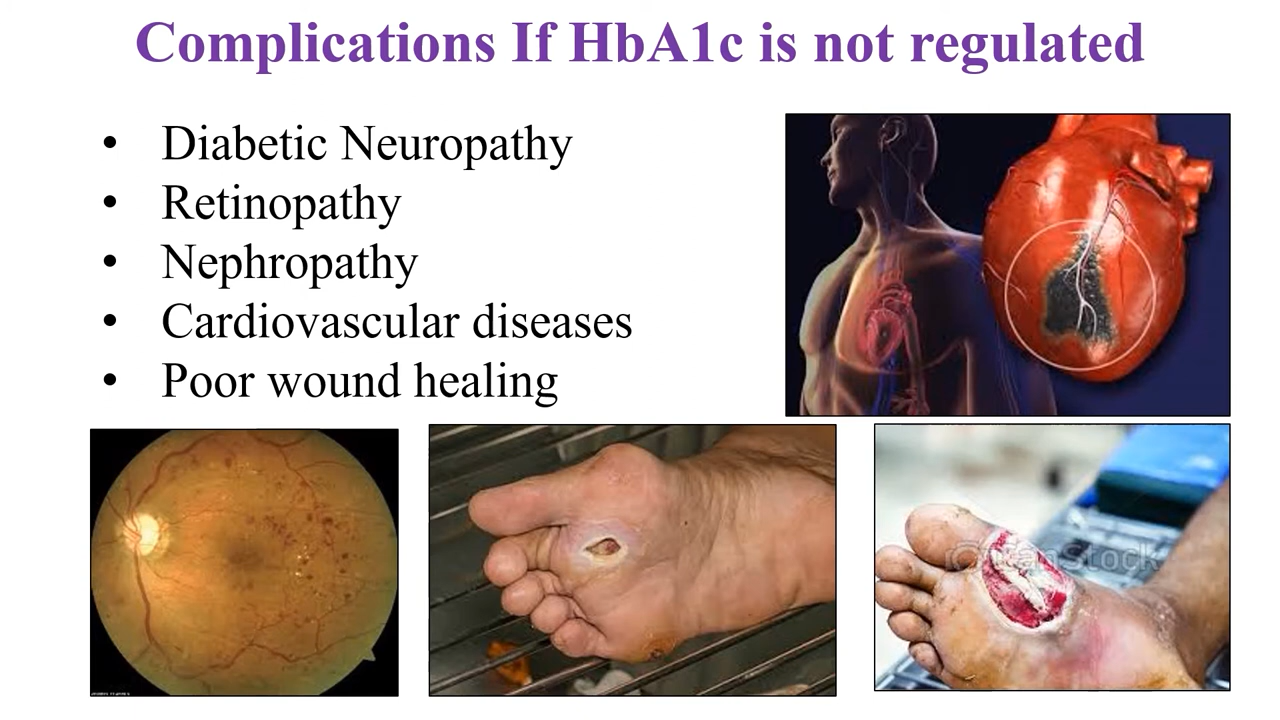 Complications If HbA1c is not regulated
• Diabetic Neuropathy
• Retinopathy
• Nephropathy
• Cardiovascular diseases
• Poor wound healing